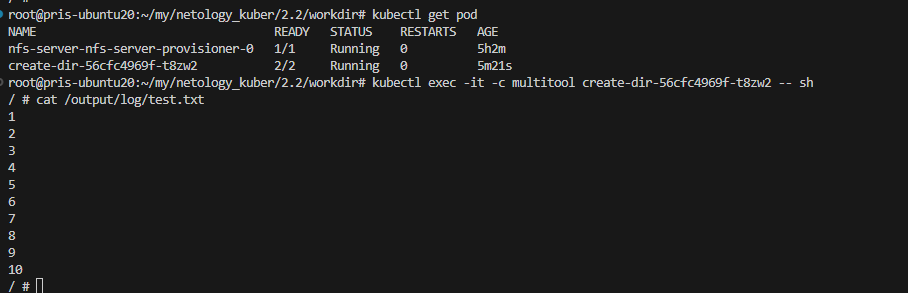 / #
root@pris-ubuntu20:~/my/netology_kuber/2.2/workdir# kubectl get pod
NAME READY STATUS RESTARTS AGE
nfs-server-nfs-server-provisioner-0 1/1 Running 0 5h2m
create-dir-56cfc4969f-t8zw2 2/2 Running 0 5m21s
root@pris-ubuntu20:~/my/netology_kuber/2.2/workdir# kubectl exec -it -c multitool create-dir-56cfc4969f-t8zw2 -- sh
/ # cat /output/log/test.txt
1
2
3
4
5
6
7
8
9
10
/ #